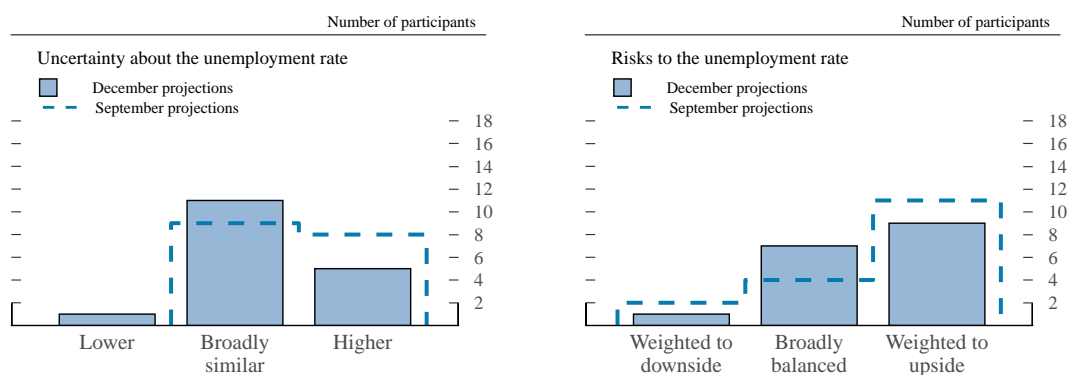 Number of participants
Uncertainty about the unemployment rate
December projections
September projections
18
16
14
12
10
8
6
4
2
Lower
Broadly
similar
Higher
Number of participants
Risks to the unemployment rate
December projections
September projections
18
16
14
12
10
8
6
4
2
Weighted to
downside
Broadly
balanced
Weighted to
upside